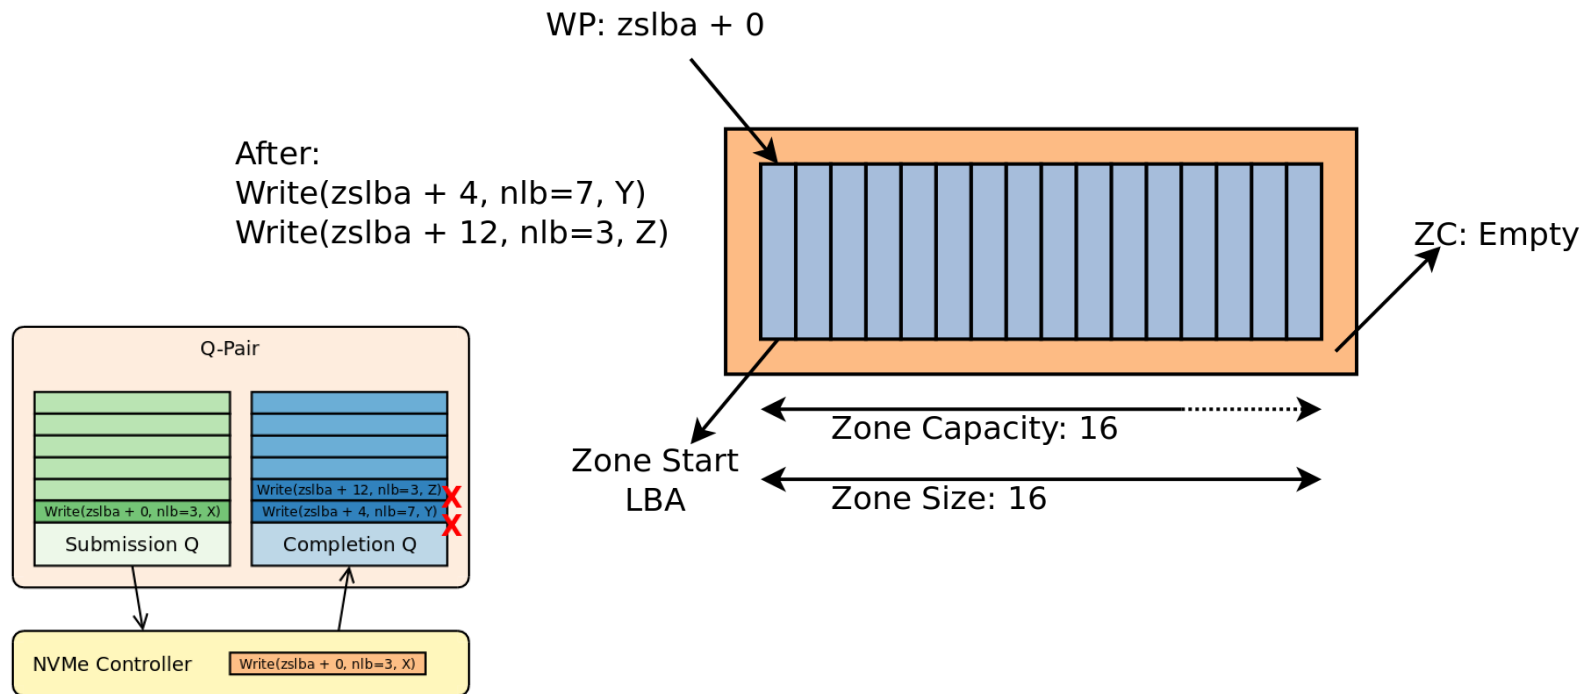 WP: zslba + 0
After:
Write(zslba + 4, nlb=7, Y)
Write(zslba + 12, nlb=3, Z)
ZC: Empty
Zone Capacity: 16
Zone Start
LBA
Zone Size: 16
Q-Pair
Write(zslba + 0, nlb=3, X)
Submission Q
Write(zslba + 12, nlb=3, Z)
X
Write(zslba + 4, nlb=7, Y)
X
Completion Q
NVMe Controller
Write(zslba + 0, nlb=3, X)